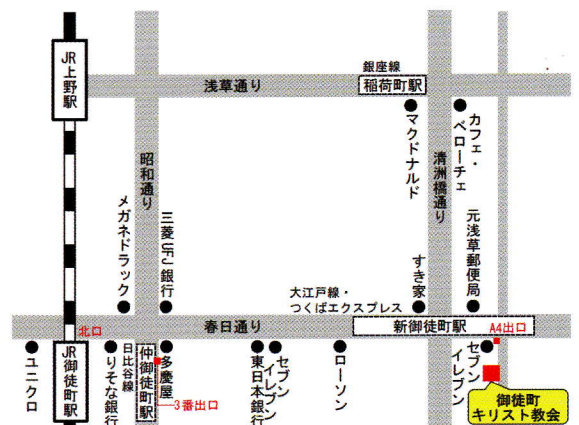 JR上野駅
銀座線
稲荷町駅
浅草通り
昭和通り
清洲橋通り
マクドナルド
カフェ・
ベローチェ
メガネドラック
三菱UFJ銀行
すき家
元浅草郵便局
大江戸線・
つくばエクスプレス
北口
春日通り
新御徒町駅
A4出口
ユニクロ
JR御徒町駅
りそな銀行
日比谷線
仲御徒町駅
多慶屋
3番出口
東日本銀行
セブン
イレブン
ローソン
セブン
イレブン
御徒町
キリスト教会